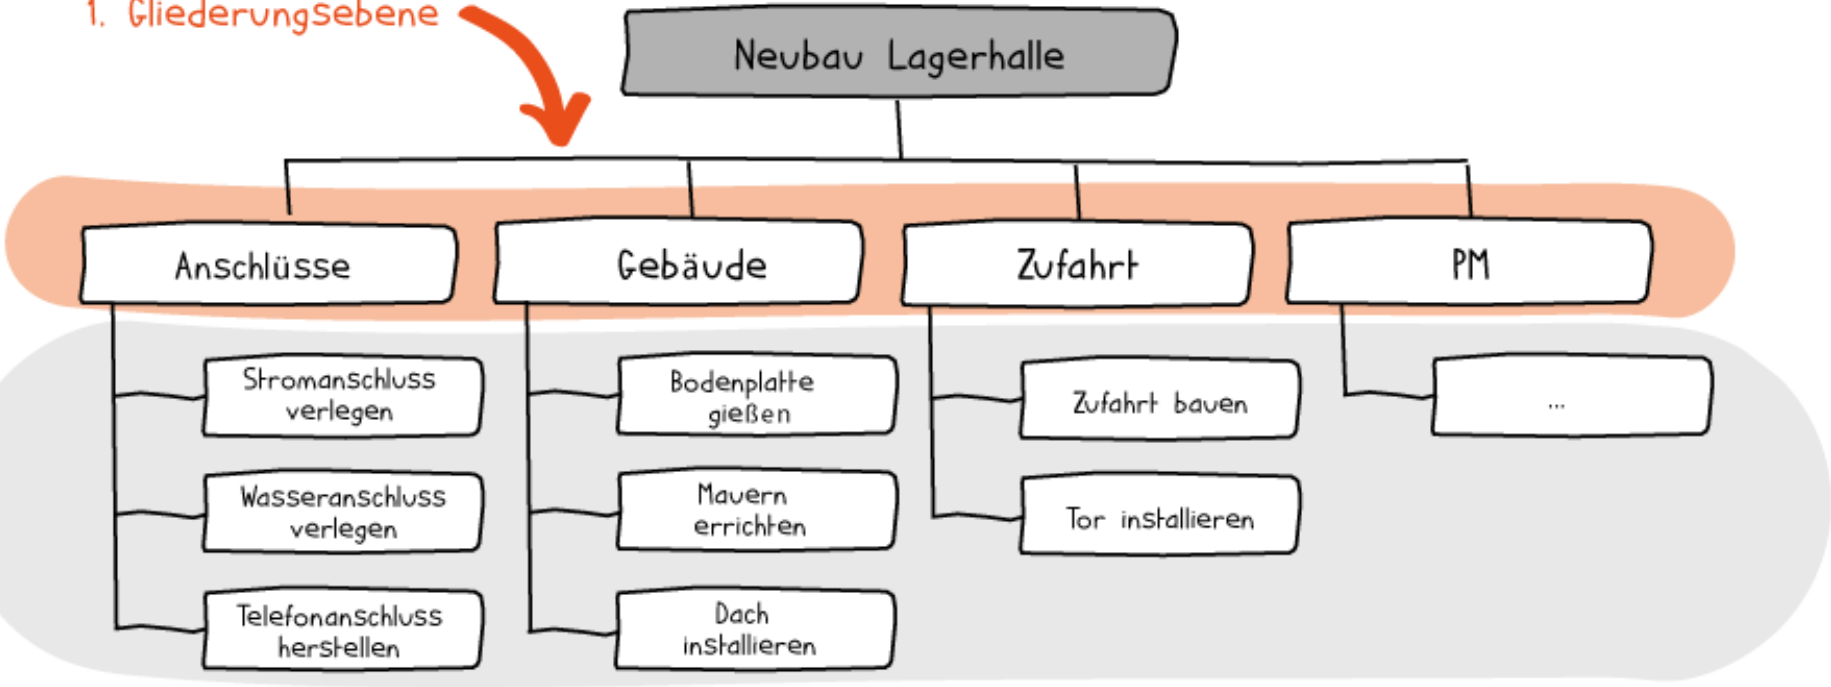 1. Gliederungsebene
Neubau Lagerhalle
Anschlüsse
Gebäude
Zufahrt
PM
Stromanschluss
verlegen
Wasseranschluss
verlegen
Telefonanschluss
herstellen
Bodenplatte
gießen
Mauern
errichten
Dach
installieren
Zufahrt bauen
Tor installieren
...